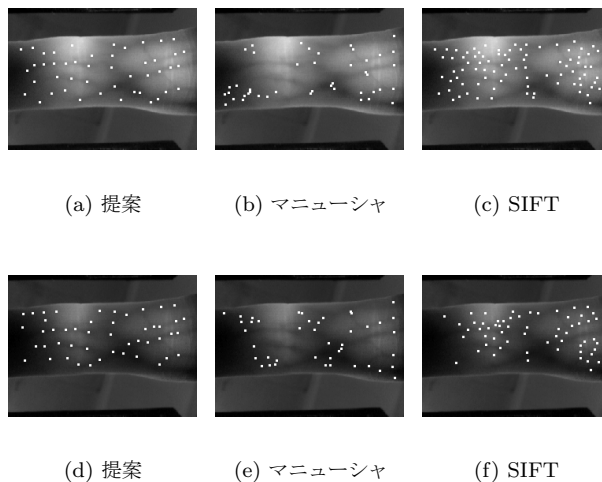 (a) 提案
(b) マニューシャ
(c) SIFT
(d) 提案
(e) マニューシャ
(f) SIFT